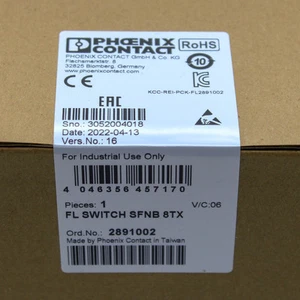 PHOENIX
CONTACT
RoHS
PHOENIX CONTACT GmbH & Co. KG
Flachsmarktstr. 8
32825 Blomberg, Germany
www.phoenixcontact.com
10
KCC-REI-PCK-FL2891002
EAC
Sno.: 3052004018
Date: 2022-04-13
Vers.No.: 16
For Industrial Use Only
4 046356 457170
Pieces: 1
V/C:06
FL SWITCH SFNB 8TX
Ord.No.: 2891002
Made by Phoenix Contact in Taiwan